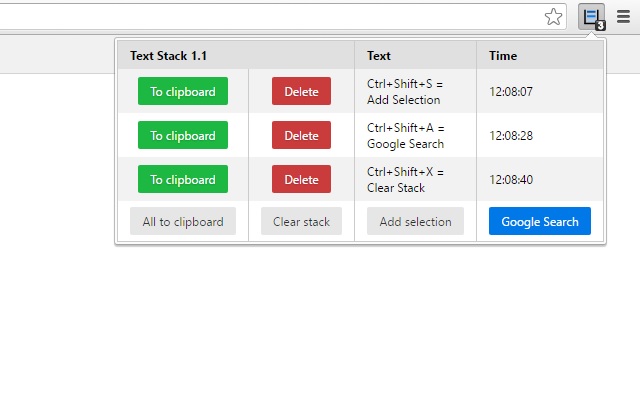 3
Text Stack 1.1 Text Time
To clipboard Delete Ctrl+Shift+S = 12:08:07
Add Selection
To clipboard Delete Ctrl+Shift+A = 12:08:28
Google Search
To clipboard Delete Ctrl+Shift+X = 12:08:40
Clear Stack
All to clipboard Clear stack Add selection Google Search